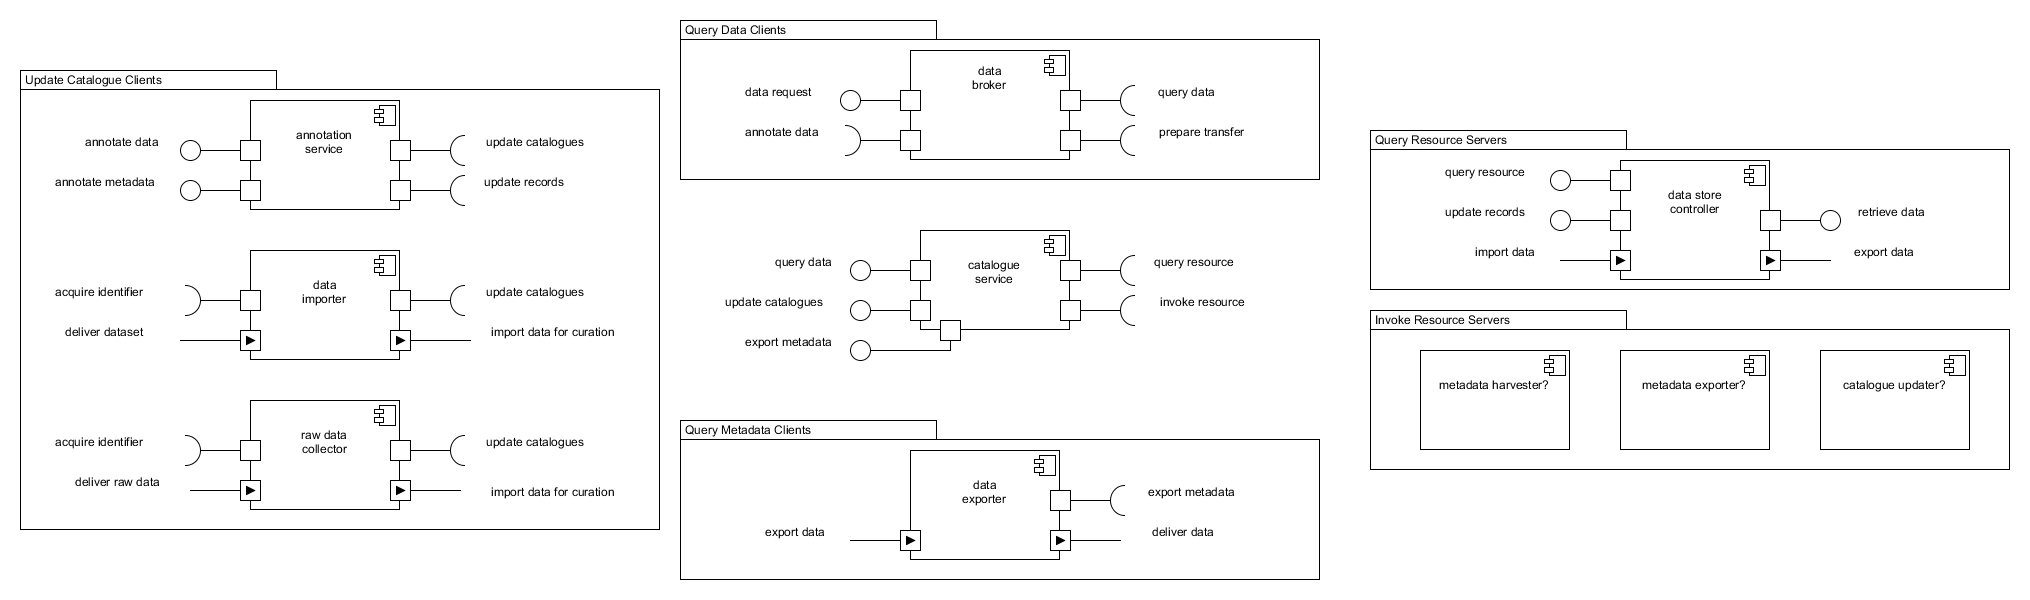 Update Catalogue Clients
annotation
service
annotate data
annotate metadata
update catalogues
update records
data
importer
acquire identifier
deliver dataset
update catalogues
import data for curation
raw data
collector
acquire identifier
deliver raw data
update catalogues
import data for curation
Query Data Clients
data
broker
data request
annotate data
query data
prepare transfer
catalogue
service
query data
update catalogues
export metadata
query resource
invoke resource
Query Metadata Clients
data
exporter
export data
export metadata
deliver data
Query Resource Servers
data store
controller
query resource
update records
import data
retrieve data
export data
Invoke Resource Servers
metadata harvester?
metadata exporter?
catalogue updater?